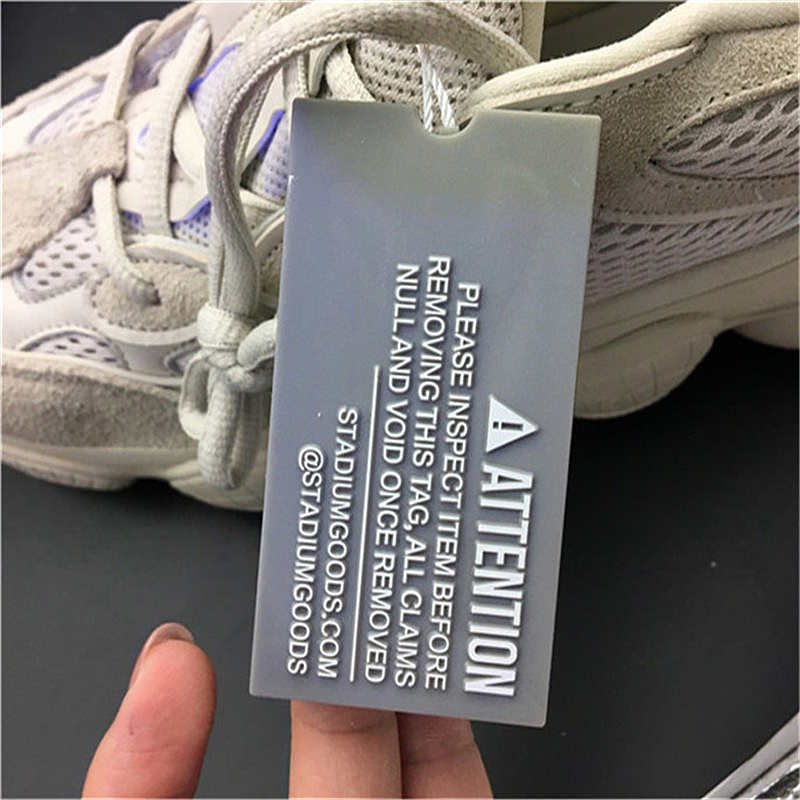 ATTENTION
PLEASE INSPECT ITEM BEFORE
REMOVING THIS TAG, ALL CLAIMS
NULL AND VOID ONCE REMOVED
STADIUMGOODS.COM
@STADIUMGOODS